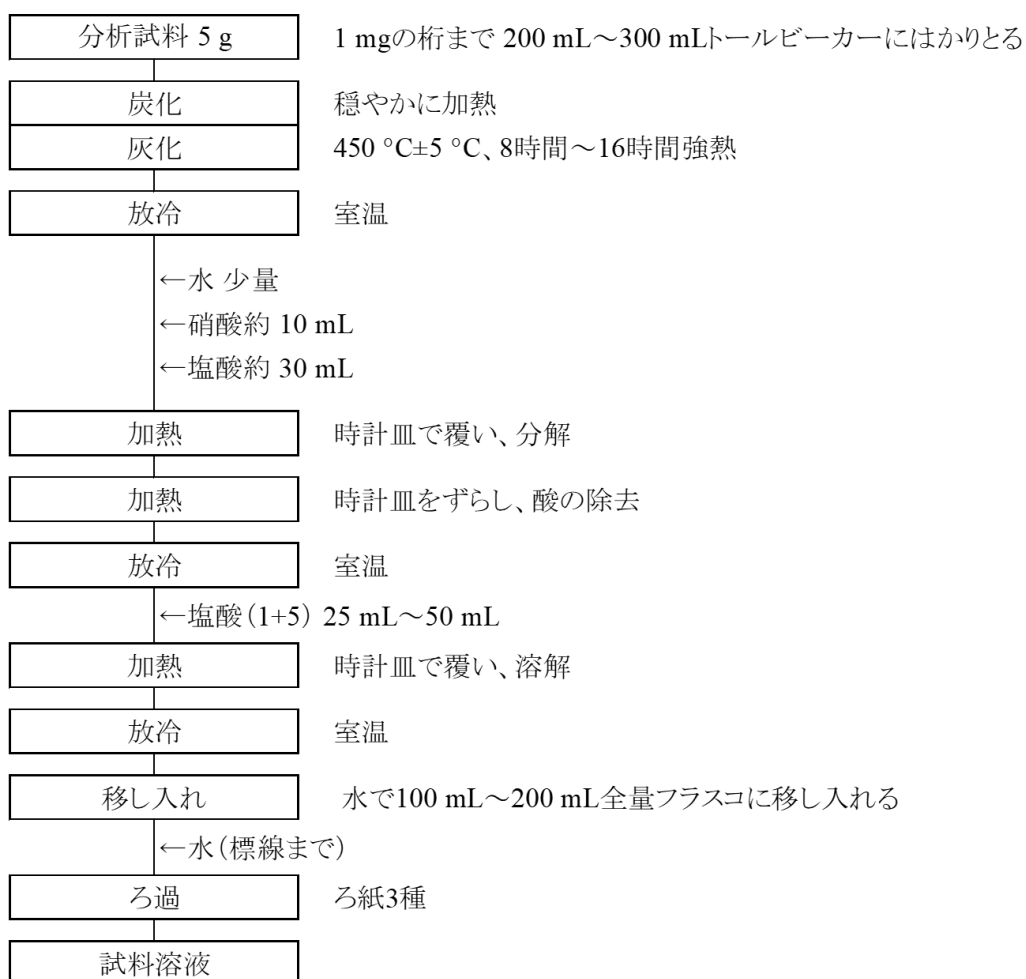 分析試料 5 g 1 mgの桁まで 200 mL～300 mLトールビーカーにはかりとる
炭化 穏やかに加熱
灰化 450 °C±5 °C、8時間～16時間強熱
放冷 室温
←水 少量
←硝酸約 10 mL
←塩酸約 30 mL
加熱 時計皿で覆い、分解
加熱 時計皿をずらし、酸の除去
放冷 室温
←塩酸（1+5） 25 mL～50 mL
加熱 時計皿で覆い、溶解
放冷 室温
移し入れ 水で100 mL～200 mL全量フラスコに移し入れる
←水（標線まで）
ろ過 ろ紙3種
試料溶液